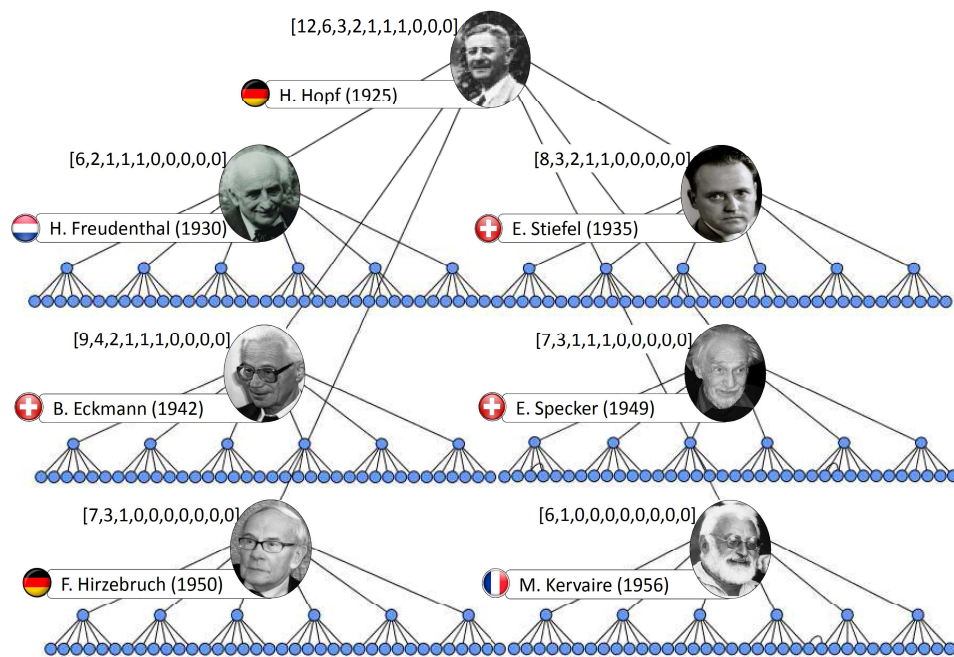 [12,6,3,2,1,1,1,0,0,0]
H. Hopf (1925)
[6,2,1,1,1,0,0,0,0,0]
[8,3,2,1,1,0,0,0,0,0]
H. Freudenthal (1930)
E. Stiefel (1935)
[9,4,2,1,1,1,0,0,0,0]
[7,3,1,1,1,0,0,0,0,0]
B. Eckmann (1942)
E. Specker (1949)
[7,3,1,0,0,0,0,0,0,0]
[6,1,0,0,0,0,0,0,0,0]
F. Hirzebruch (1950)
M. Kervaire (1956)